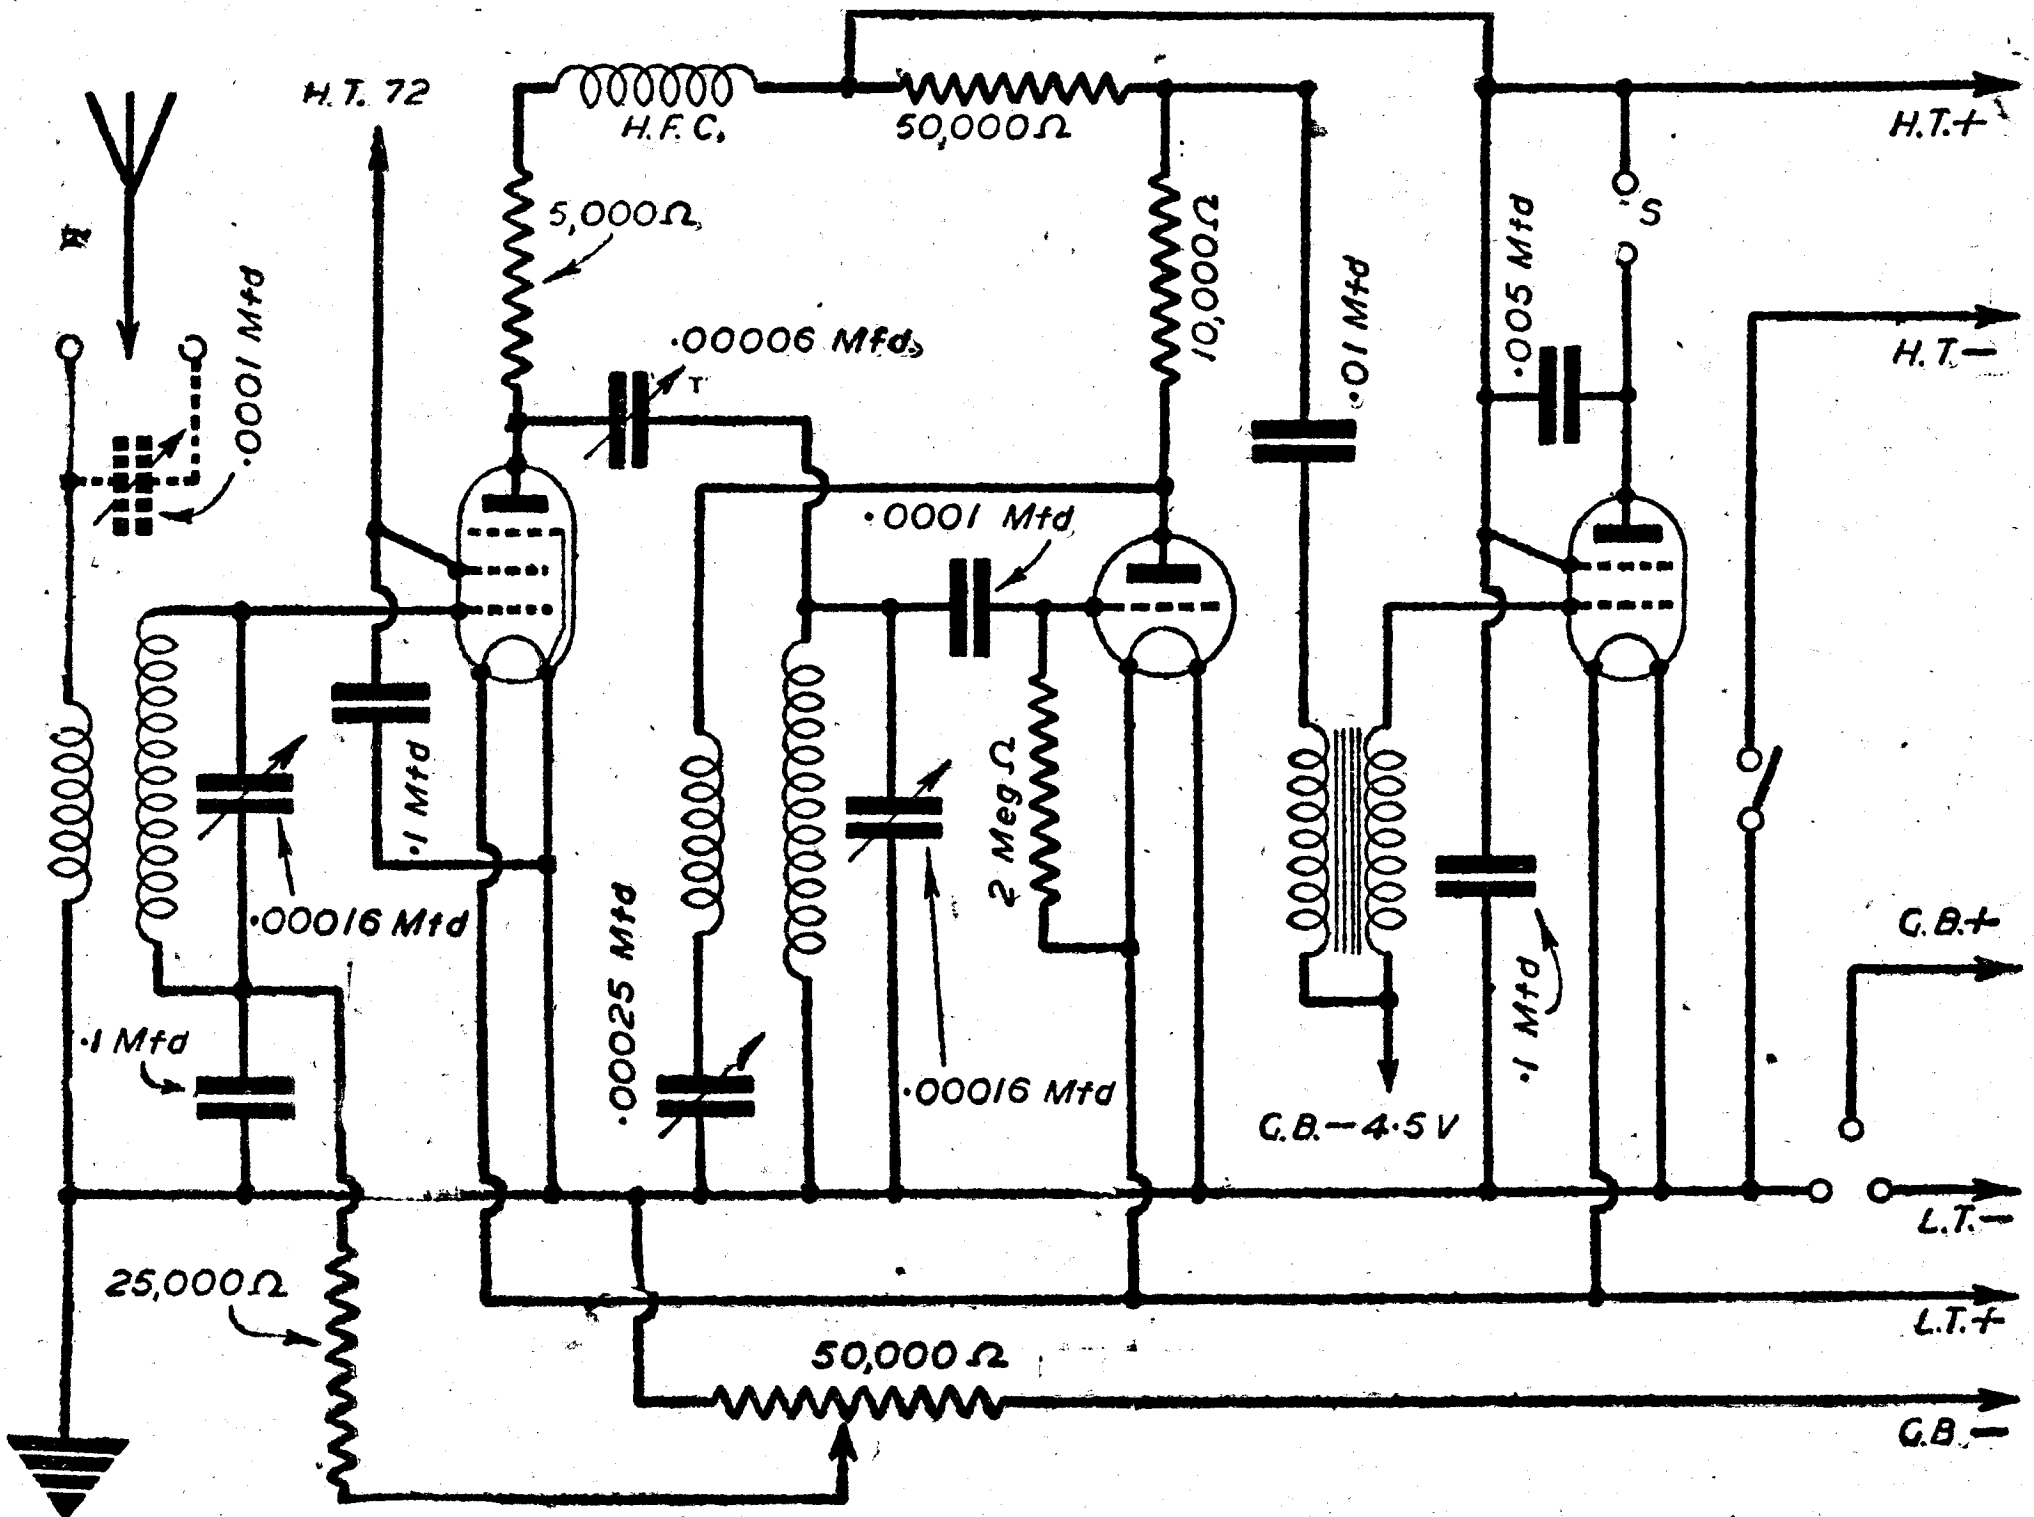 H.T. 72
H.F.C.
50,000Ω
H.T.+
5,000Ω
S
10,000Ω
.005 Mfd
.0001 Mfd
.01 Mfd
.00006 Mfd.
T
H.T.-
.0001 Mfd
.1 Mfd
2 Meg Ω
.00016 Mfd
G.B.+
.00025 Mfd
.1 Mfd
.1 Mfd
.00016 Mfd
G.B.-4.5 V
L.T.-
25,000Ω
L.T.+
50,000 Ω
G.B.-